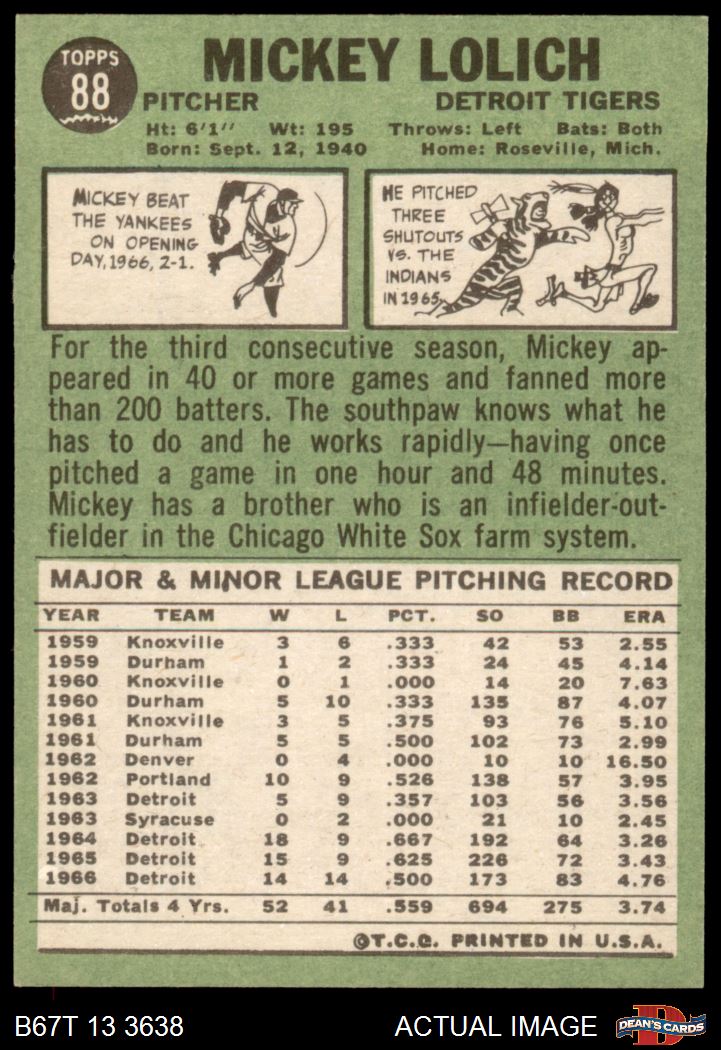 TOPPS
88
MICKEY LOLICH
PITCHER DETROIT TIGERS
Ht: 6'1" Wt: 195 Throws: Left Bats: Both
Born: Sept. 12, 1940 Home: Roseville, Mich.
MICKEY BEAT
THE YANKEES
ON OPENING
DAY, 1966, 2-1.
HE PITCHED
THREE
SHUTOUTS
VS. THE
INDIANS
IN 1965.
For the third consecutive season, Mickey ap-
peared in 40 or more games and fanned more
than 200 batters. The southpaw knows what he
has to do and he works rapidly—having once
pitched a game in one hour and 48 minutes.
Mickey has a brother who is an infielder-out-
fielder in the Chicago White Sox farm system.
MAJOR & MINOR LEAGUE PITCHING RECORD
YEAR TEAM W L PCT. SO BB ERA
1959 Knoxville 3 6 .333 42 53 2.55
1959 Durham 1 2 .333 24 45 4.14
1960 Knoxville 0 1 .000 14 20 7.63
1960 Durham 5 10 .333 135 87 4.07
1961 Knoxville 3 5 .375 93 76 5.10
1961 Durham 5 5 .500 102 73 2.99
1962 Denver 0 4 .000 10 10 16.50
1962 Portland 10 9 .526 138 57 3.95
1963 Detroit 5 9 .357 103 56 3.56
1963 Syracuse 0 2 .000 21 10 2.45
1964 Detroit 18 9 .667 192 64 3.26
1965 Detroit 15 9 .625 226 72 3.43
1966 Detroit 14 14 .500 173 83 4.76
Maj. Totals 4 Yrs. 52 41 .559 694 275 3.74
©T.C.G. PRINTED IN U.S.A.
B67T 13 3638 ACTUAL IMAGE DEAN'S CARDS